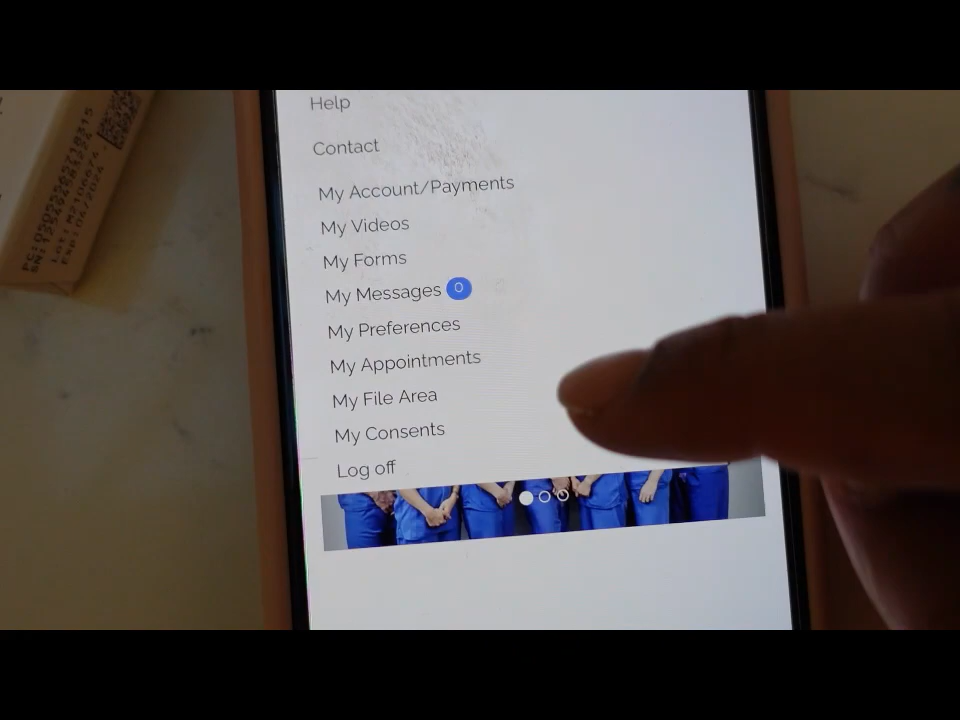 Help
Contact
My Account/Payments
My Videos
My Forms
My Messages 0
My Preferences
My Appointments
My File Area
My Consents
Log off